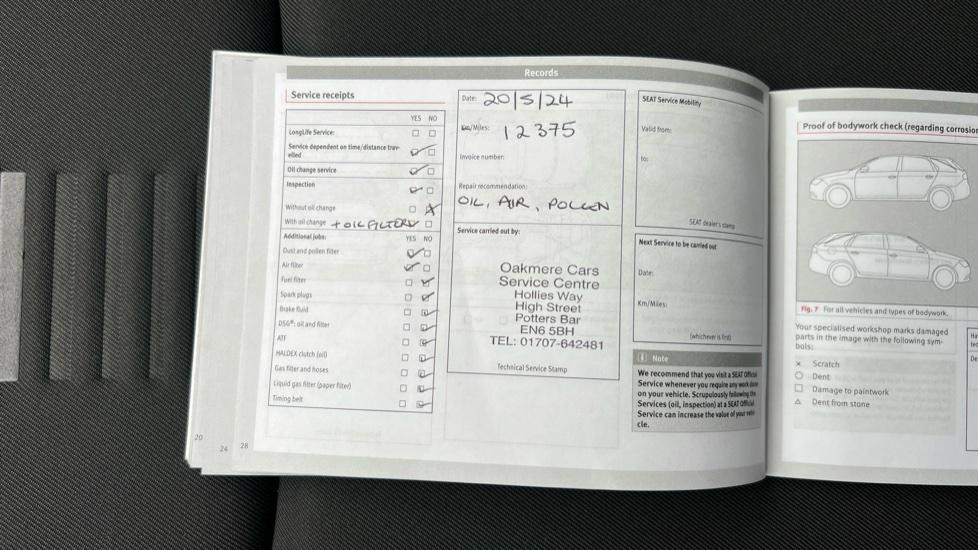 Records
Service receipts
YES NO
LongLife Service:
Service dependent on time/distance trav-
elled
Oil change service
Inspection
Without oil change
With oil change + OIL FILTER
Additional jobs: YES NO
Dust and pollen filter
Air filter
Fuel filter
Spark plugs
Brake fluid
DSG®: oil and filter
ATF
HALDEX clutch (oil)
Gas filter and hoses
Liquid gas filter (paper filter)
Timing belt
Date: 20/5/24
Km/Miles: 12375
Invoice number:
Repair recommendation:
OIL, AIR, POLLEN
Service carried out by:
Oakmere Cars
Service Centre
Hollies Way
High Street
Potters Bar
EN6 5BH
TEL: 01707-642481
Technical Service Stamp
SEAT Service Mobility
Valid from:
to:
SEAT dealer's stamp
Next Service to be carried out
Date:
Km/Miles:
(whichever is first)
Note
We recommend that you visit a SEAT Official
Service whenever you require any work done
on your vehicle. Scrupulously following the
Services (oil, inspection) at a SEAT Official
Service can increase the value of your vehi-
cle.
Proof of bodywork check (regarding corrosion
Fig. 7 For all vehicles and types of bodywork.
Your specialised workshop marks damaged
parts in the image with the following sym-
bols:
Scratch
Dent
Damage to paintwork
Dent from stone
20
24
28